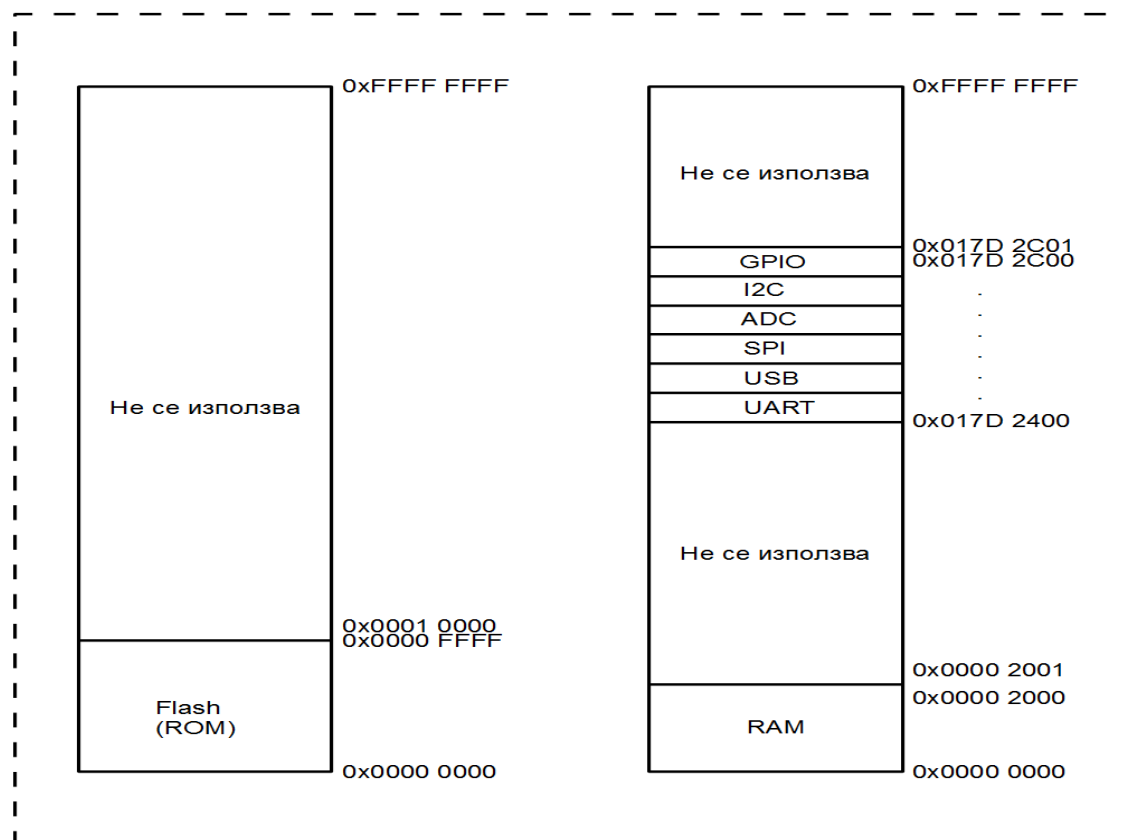 0xFFFF FFFF
Не се използва
0x0001 0000
0x0000 FFFF
Flash
(ROM)
0x0000 0000
0xFFFF FFFF
Не се използва
0x017D 2C01
GPIO
0x017D 2C00
I2C
ADC
SPI
USB
UART
0x017D 2400
Не се използва
0x0000 2001
0x0000 2000
RAM
0x0000 0000